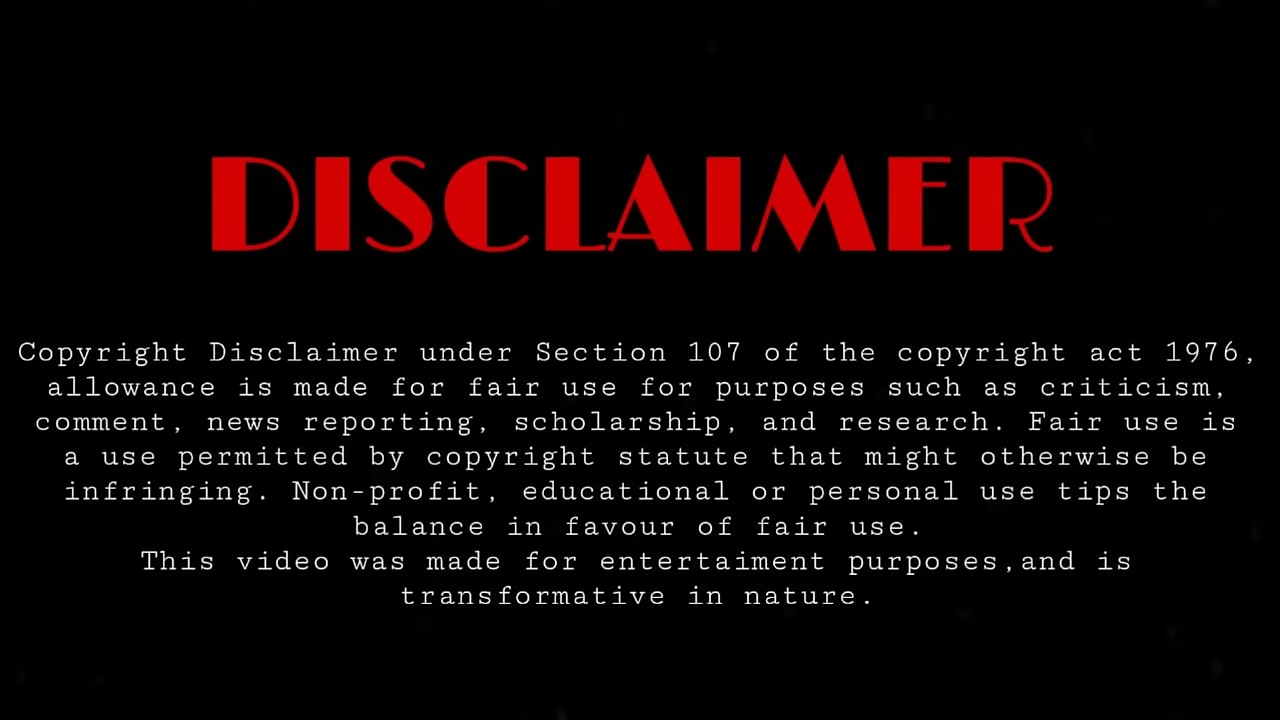 DISCLAIMER
Copyright Disclaimer under Section 107 of the copyright act 1976,
allowance is made for fair use for purposes such as criticism,
comment, news reporting, scholarship, and research. Fair use is
a use permitted by copyright statute that might otherwise be
infringing. Non-profit, educational or personal use tips the
balance in favour of fair use.
This video was made for entertaiment purposes,and is
transformative in nature.